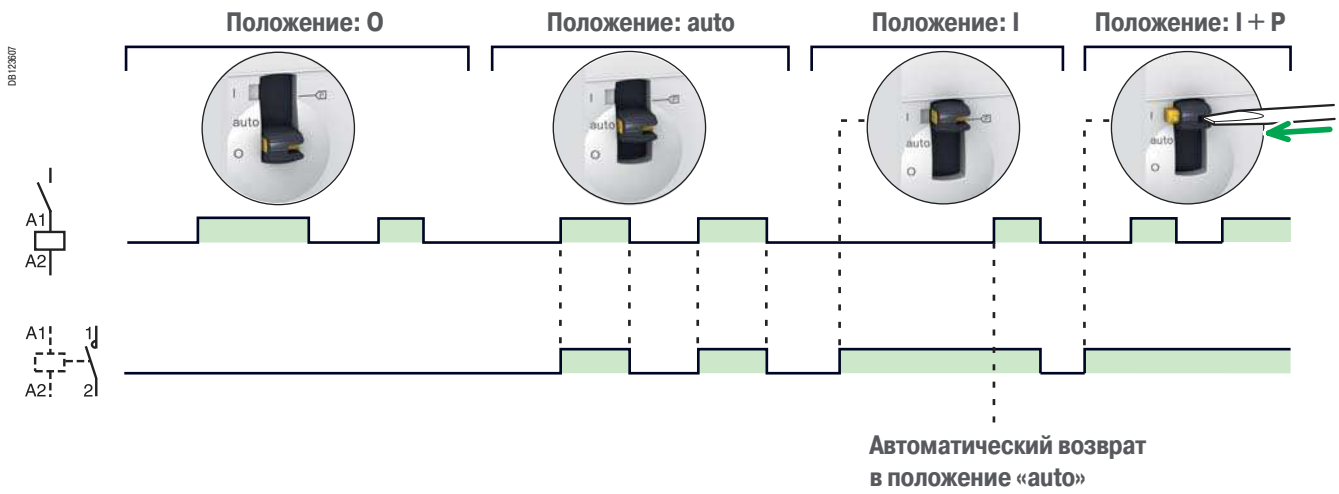 Положение: O
Положение: auto
Положение: I
Положение: I + P
DB123607
I
auto
O
P
I
auto
O
P
I
auto
O
P
I
auto
O
A1
A2
A1
1
A2
2
Автоматический возврат
в положение «auto»